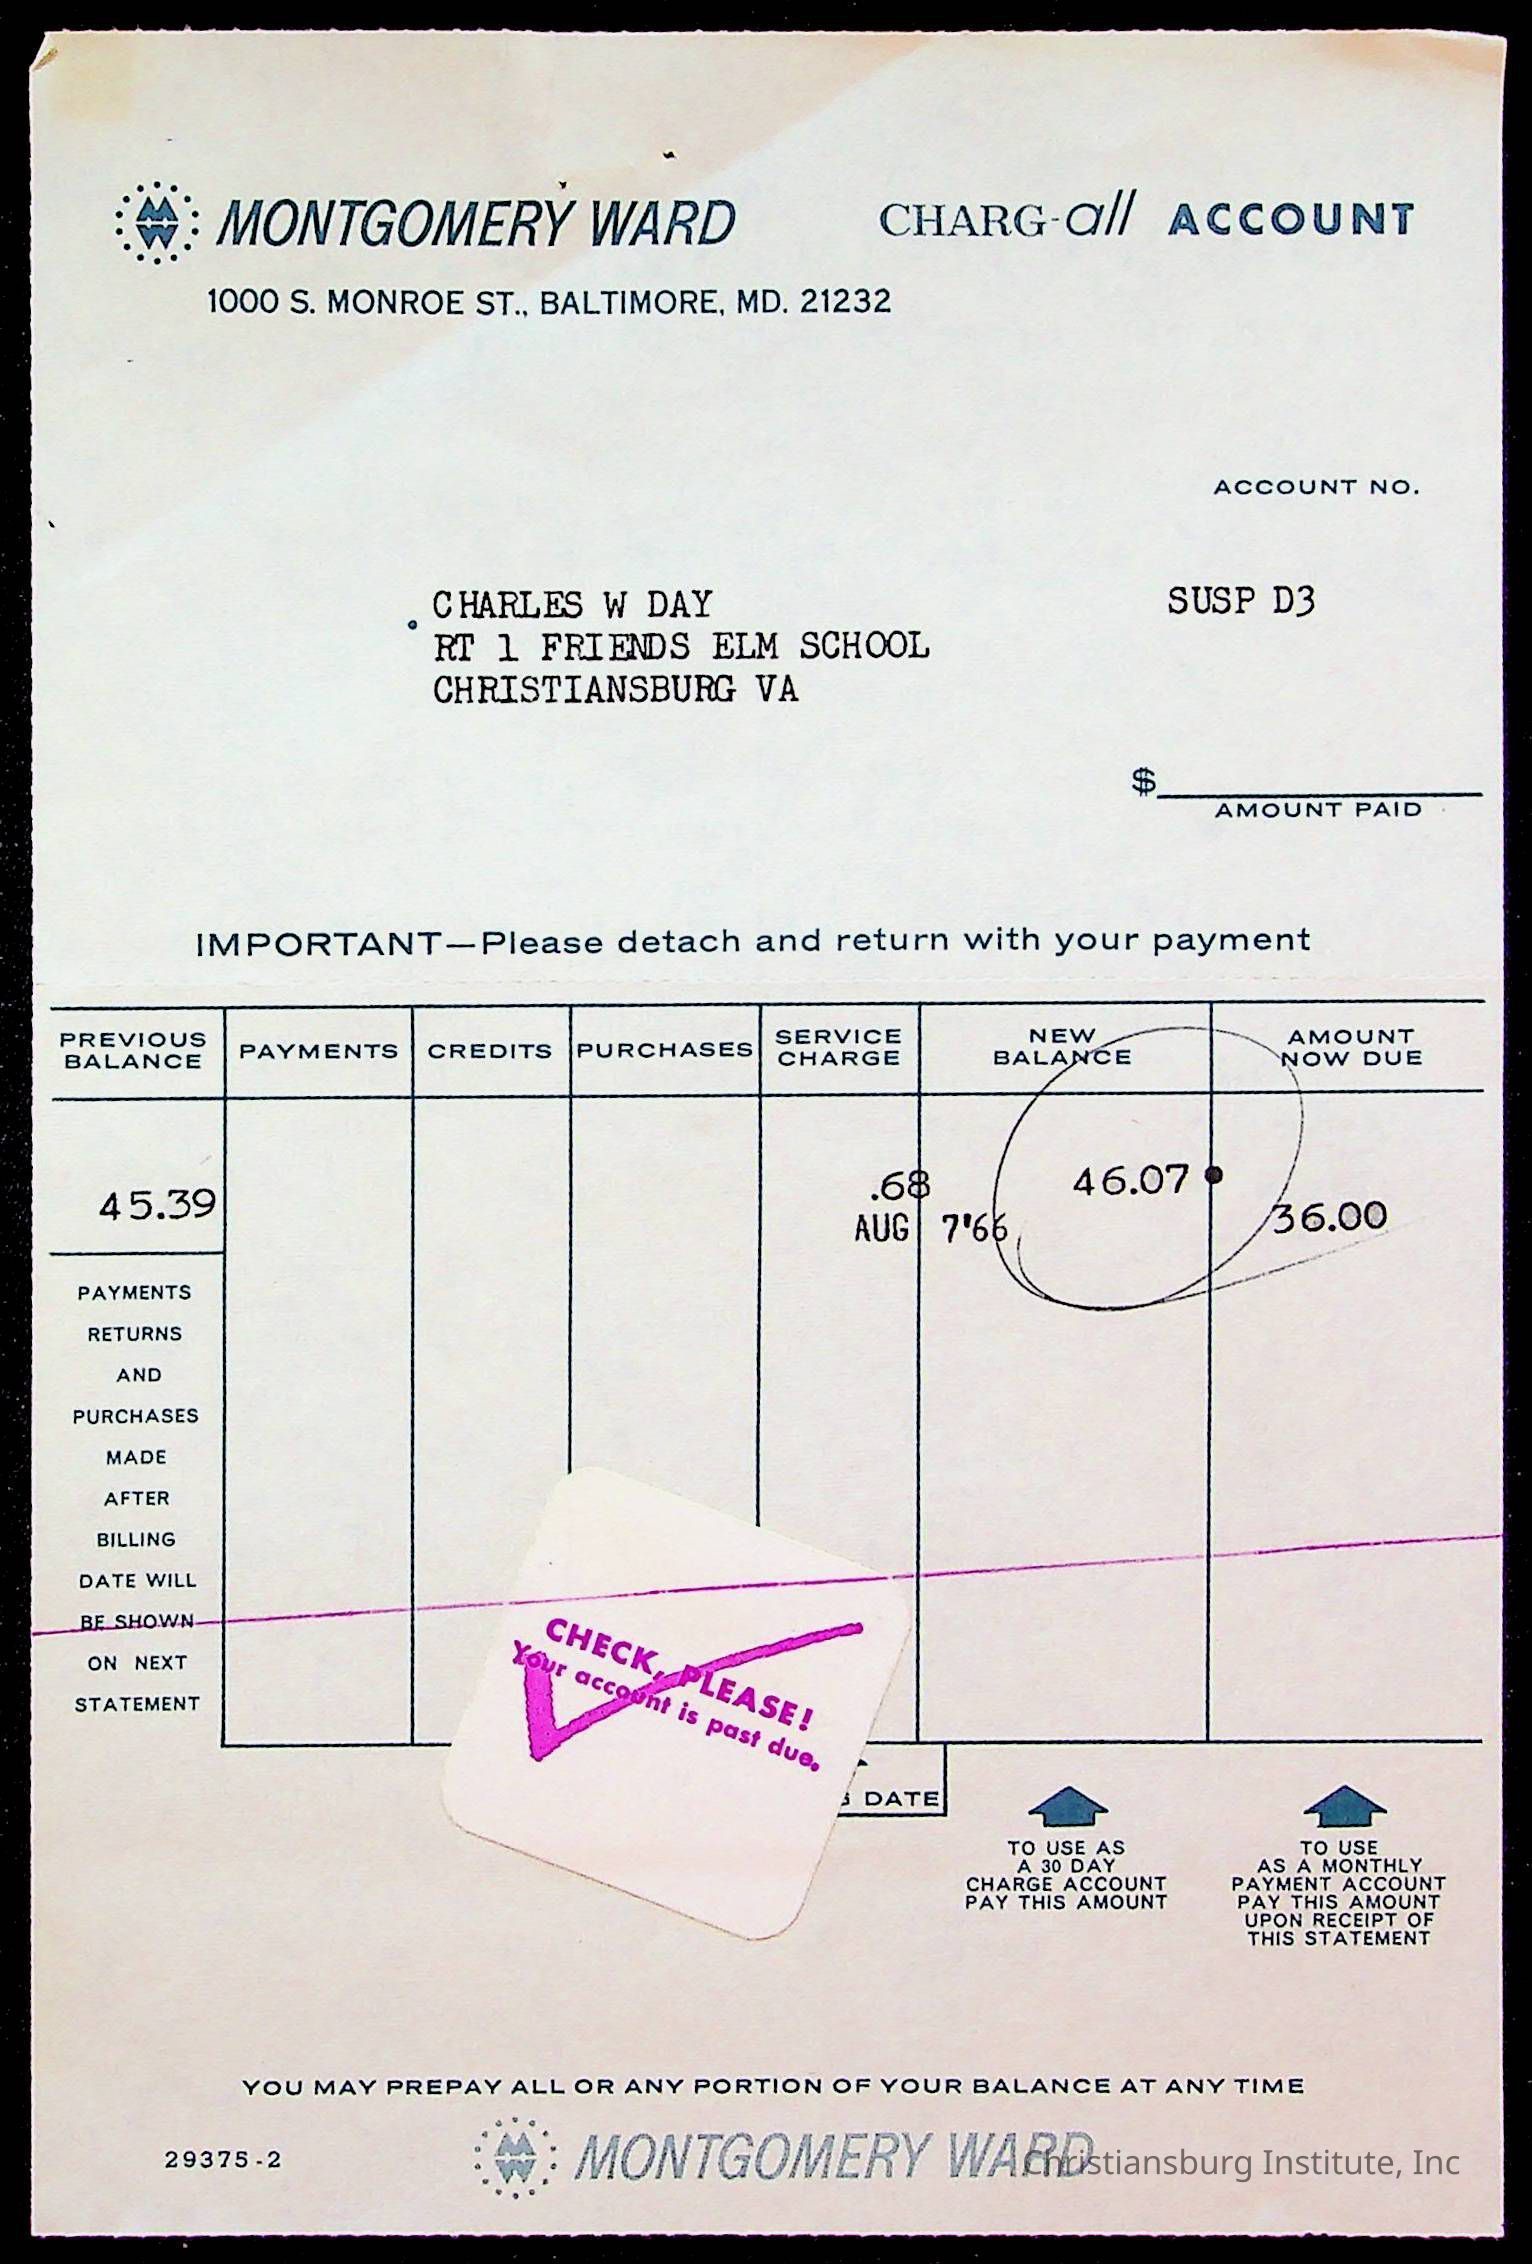 MONTGOMERY WARD
CHARG-all ACCOUNT
1000 S. MONROE ST., BALTIMORE, MD. 21232
ACCOUNT NO.
CHARLES W DAY
SUSP D3
RT 1 FRIENDS ELM SCHOOL
CHRISTIANSBURG VA
$
AMOUNT PAID
IMPORTANT—Please detach and return with your payment
PREVIOUS
BALANCE
PAYMENTS
CREDITS
PURCHASES
SERVICE
CHARGE
NEW
BALANCE
AMOUNT
NOW DUE
45.39
.68
46.07
AUG 7'66
36.00
PAYMENTS
RETURNS
AND
PURCHASES
MADE
AFTER
BILLING
DATE WILL
BE SHOWN
ON NEXT
STATEMENT
CHECK, PLEASE!
Your account is past due.
DATE
TO USE AS
A 30 DAY
CHARGE ACCOUNT
PAY THIS AMOUNT
TO USE
AS A MONTHLY
PAYMENT ACCOUNT
PAY THIS AMOUNT
UPON RECEIPT OF
THIS STATEMENT
YOU MAY PREPAY ALL OR ANY PORTION OF YOUR BALANCE AT ANY TIME
29375-2
MONTGOMERY WARD
Christiansburg Institute, Inc